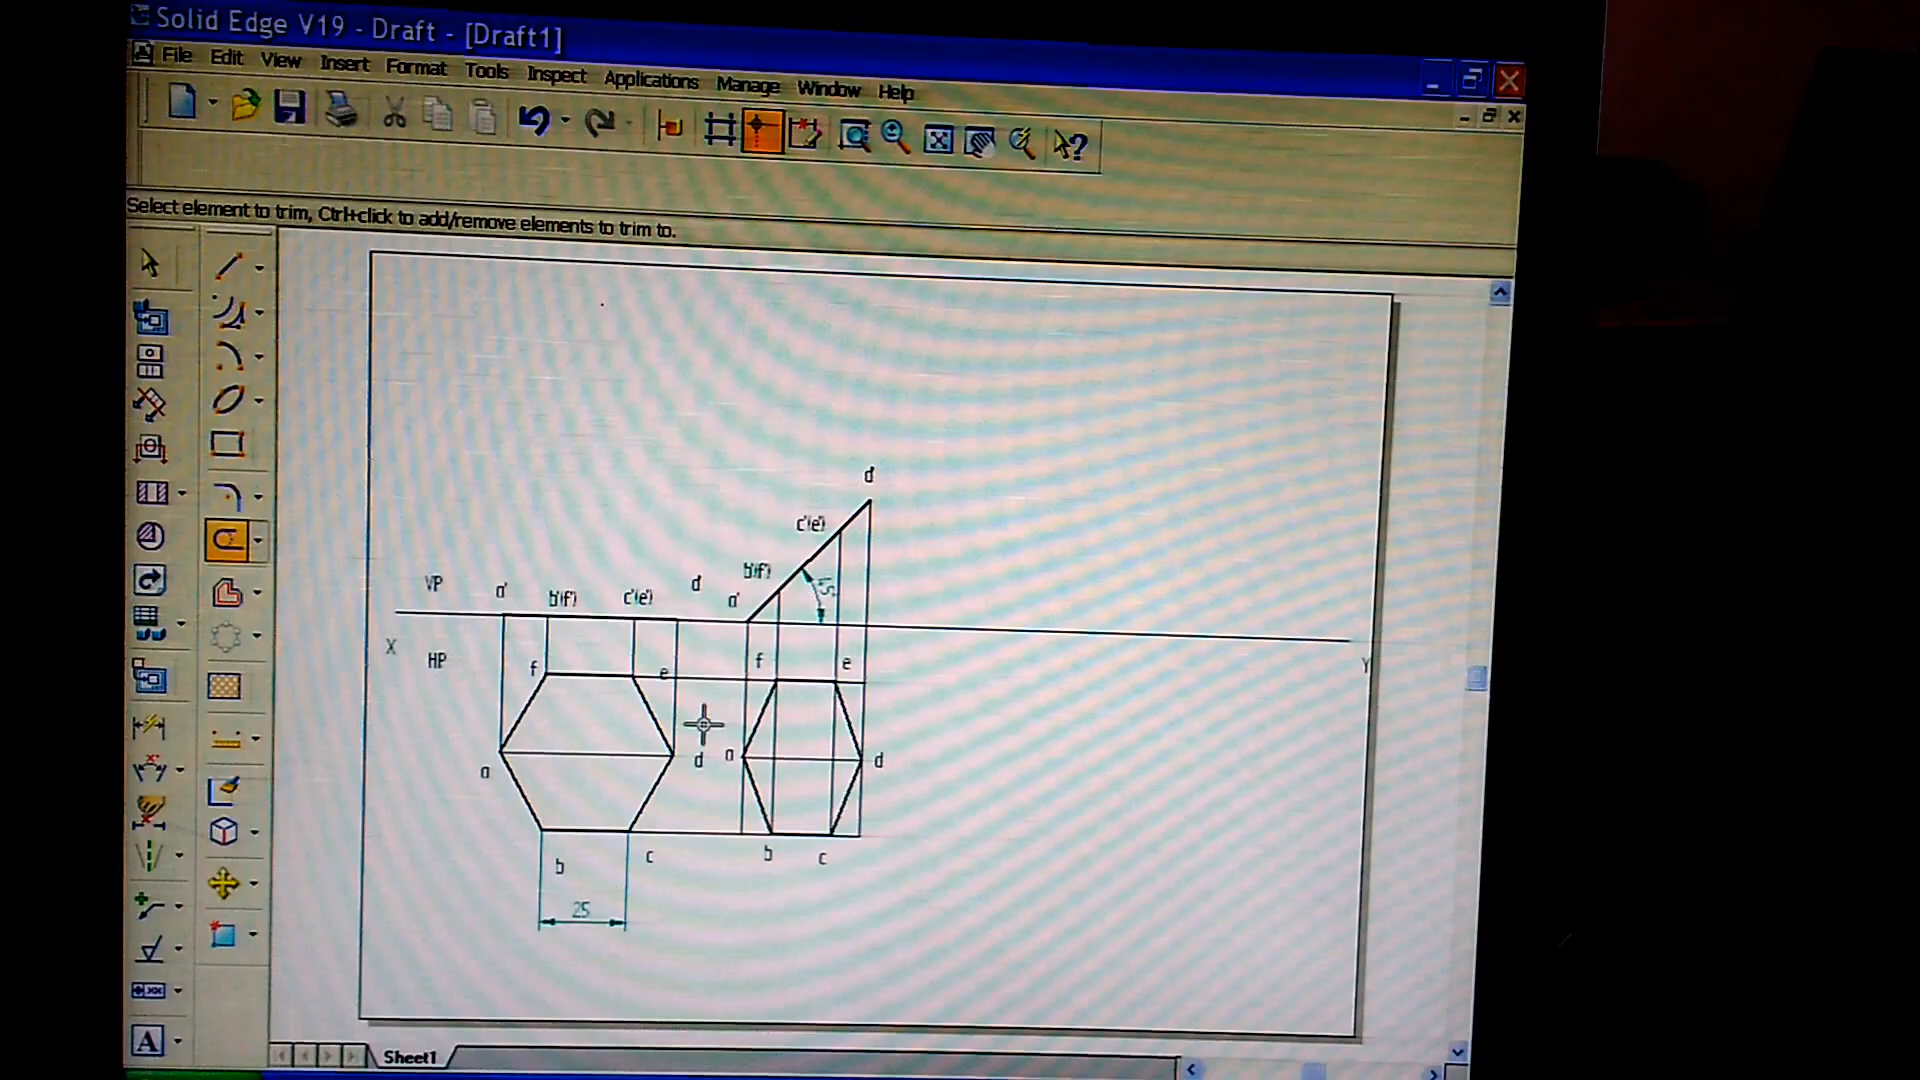 Solid Edge V19 - Draft - [Draft1]
File Edit View Insert Format Tools Inspect Applications Manage Window Help
Select element to trim, Ctrl+click to add/remove elements to trim to.
d'
c'(e')
b'(f')
VP a' b'(f') c'(e') d' a' 45°
X HP f e f e Y
a d a d
b c b c
25
A
Sheet1